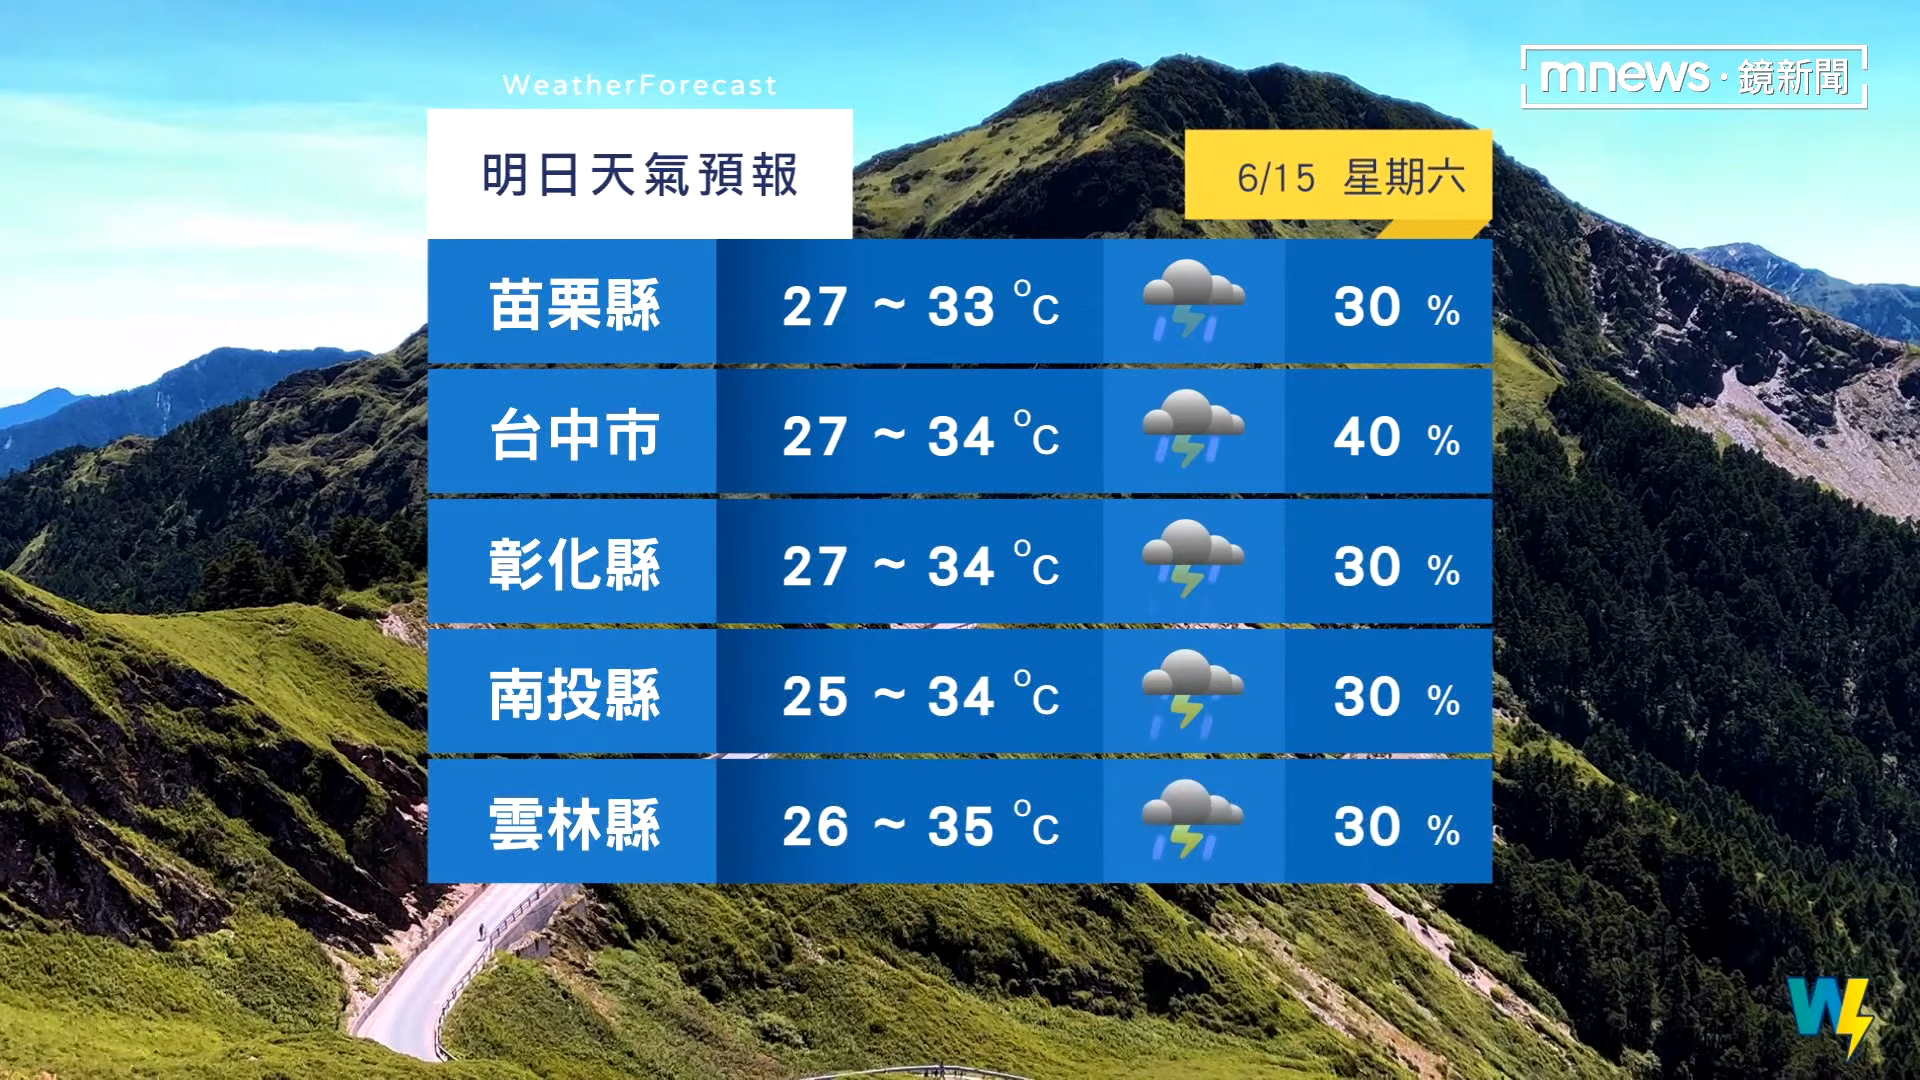 WeatherForecast
mnews·鏡新聞
明日天氣預報
6/15 星期六
苗栗縣 27 ~ 33 °C 30 %
台中市 27 ~ 34 °C 40 %
彰化縣 27 ~ 34 °C 30 %
南投縣 25 ~ 34 °C 30 %
雲林縣 26 ~ 35 °C 30 %
W